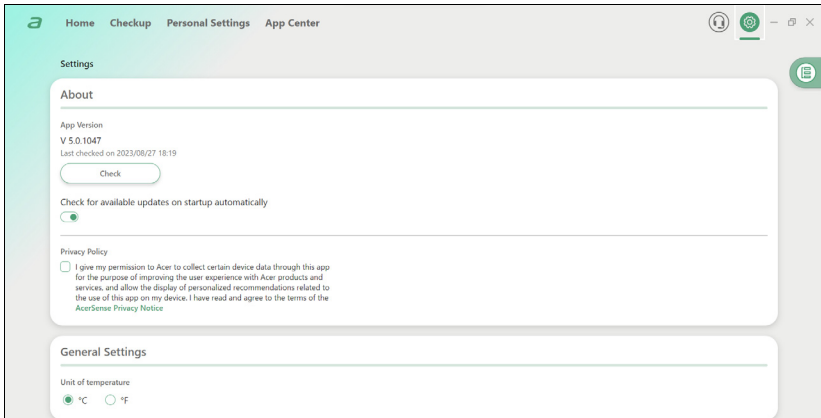 a Home Checkup Personal Settings App Center
Settings
About
App Version
V 5.0.1047
Last checked on 2023/08/27 18:19
Check
Check for available updates on startup automatically
Privacy Policy
I give my permission to Acer to collect certain device data through this app
for the purpose of improving the user experience with Acer products and
services, and allow the display of personalized recommendations related to
the use of this app on my device. I have read and agree to the terms of the
AcerSense Privacy Notice
General Settings
Unit of temperature
°C °F